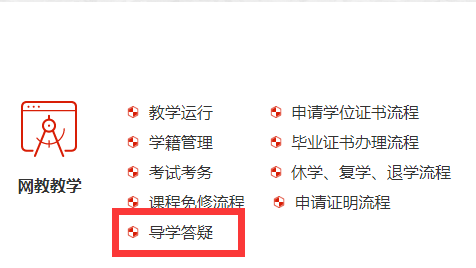 网教教学
教学运行
申请学位证书流程
学籍管理
毕业证书办理流程
考试考务
休学、复学、退学流程
课程免修流程
申请证明流程
导学答疑